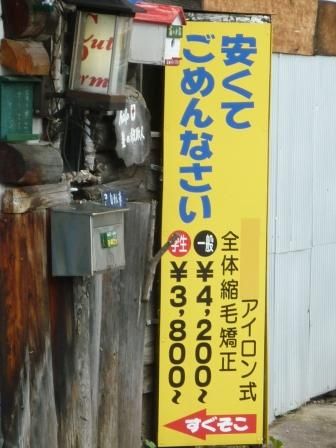 安くて
ごめんなさい
アイロン式
全体縮毛矯正
一般
¥4,200~
学生
¥3,800~
すぐそこ
Cut